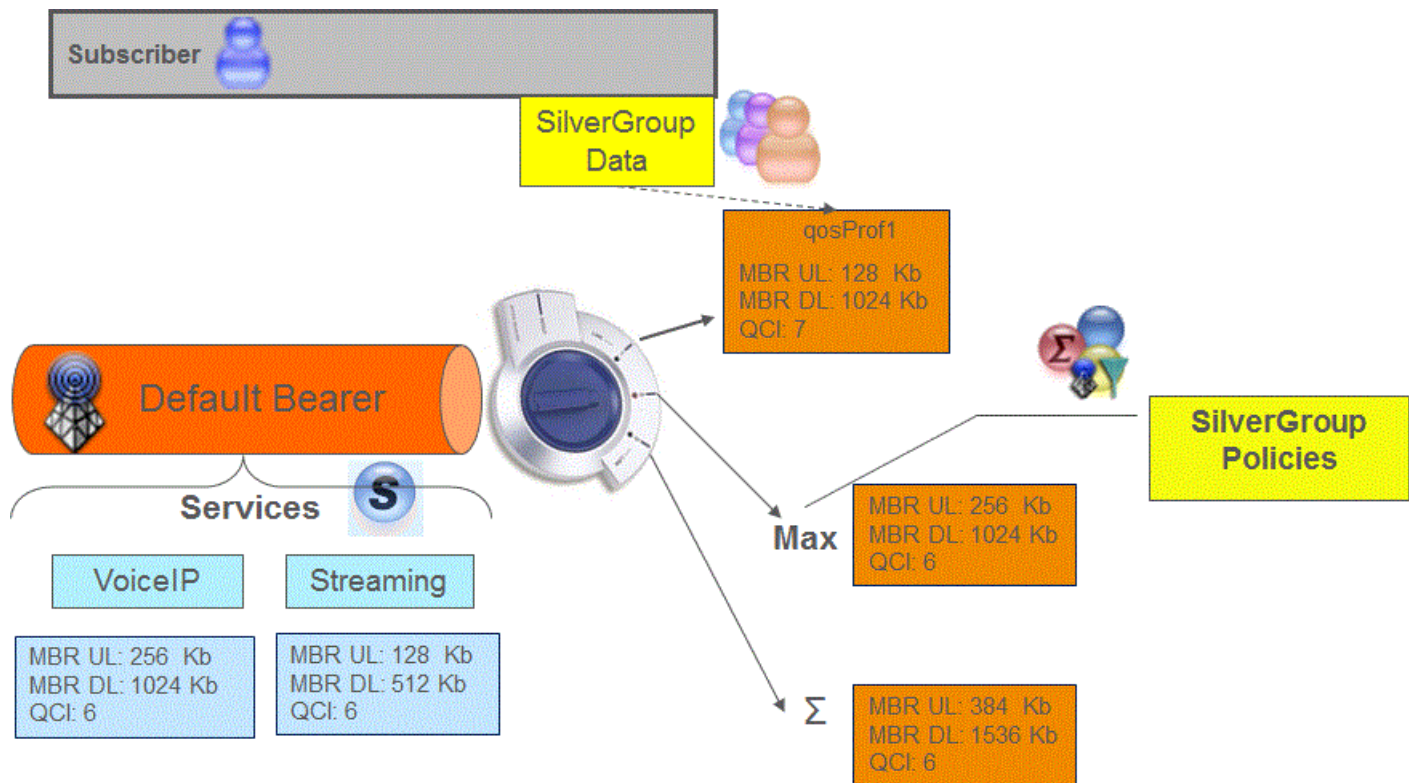 Subscriber
SilverGroup
Data
qosProf1
MBR UL: 128 Kb
MBR DL: 1024 Kb
QCI: 7
Default Bearer
SilverGroup
Policies
Services
S
Σ
Max
MBR UL: 256 Kb
MBR DL: 1024 Kb
QCI: 6
VoiceIP
Streaming
MBR UL: 256 Kb
MBR DL: 1024 Kb
QCI: 6
MBR UL: 128 Kb
MBR DL: 512 Kb
QCI: 6
Σ
MBR UL: 384 Kb
MBR DL: 1536 Kb
QCI: 6